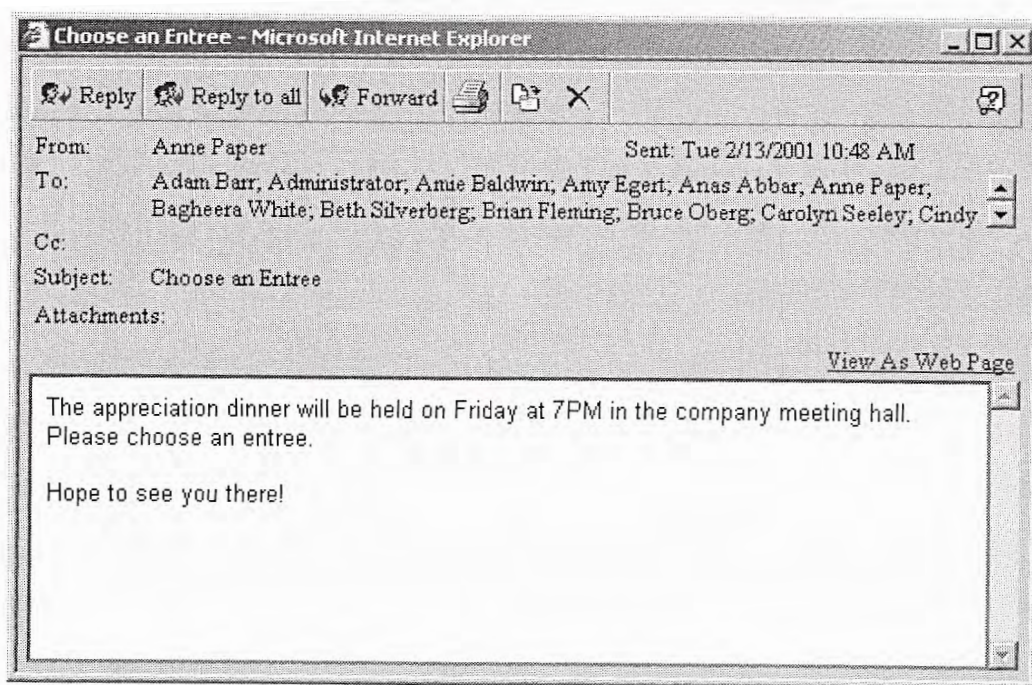 Choose an Entree - Microsoft Internet Explorer
Reply Reply to all Forward
From: Anne Paper Sent: Tue 2/13/2001 10:48 AM
To: Adam Barr; Administrator; Amie Baldwin; Amy Egert; Anas Abbar; Anne Paper;
Bagheera White; Beth Silverberg; Brian Fleming; Bruce Oberg; Carolyn Seeley; Cindy
Cc:
Subject: Choose an Entree
Attachments:
View As Web Page
The appreciation dinner will be held on Friday at 7PM in the company meeting hall.
Please choose an entree.
Hope to see you there!